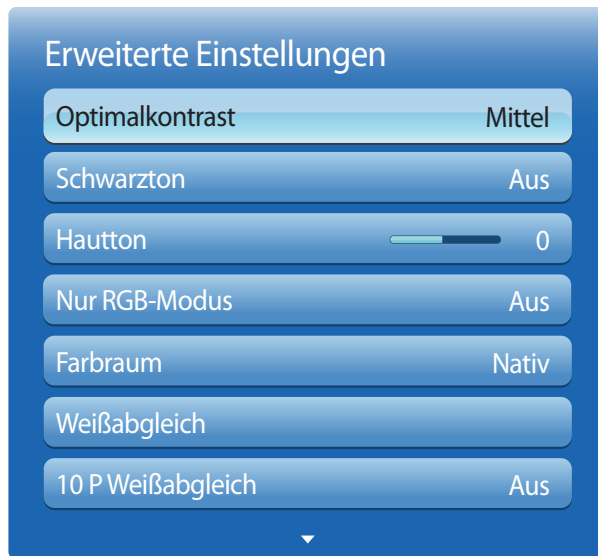 Erweiterte Einstellungen
Optimalkontrast Mittel
Schwarzton Aus
Hautton 0
Nur RGB-Modus Aus
Farbraum Nativ
Weißabgleich
10 P Weißabgleich Aus